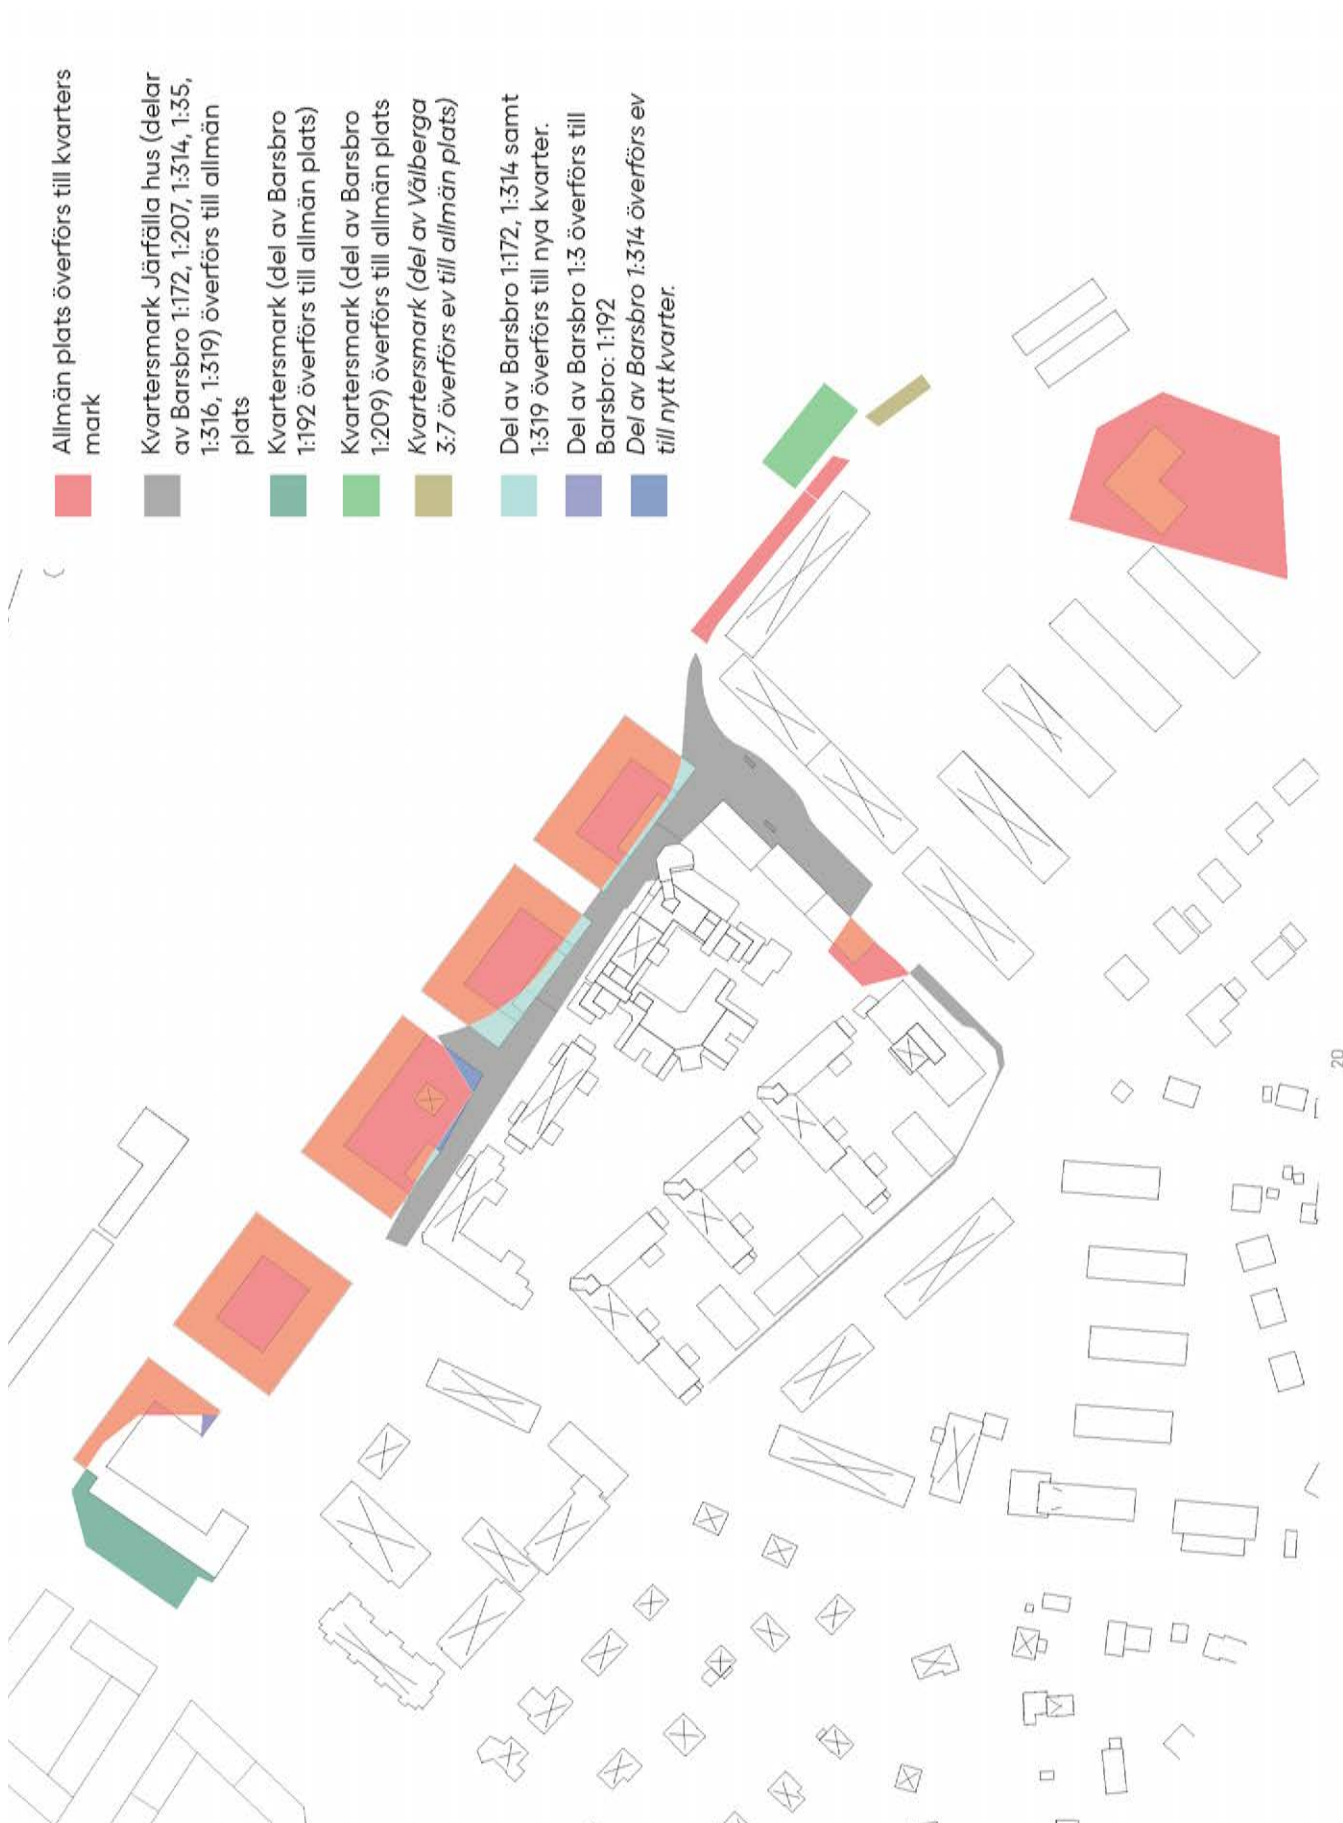 Allmän plats överförs till kvarters
mark
Kvartersmark Järfälla hus (delar
av Barsbro 1:172, 1:207, 1:314, 1:35,
1:316, 1:319) överförs till allmän
plats
Kvartersmark (del av Barsbro
1:192 överförs till allmän plats)
Kvartersmark (del av Barsbro
1:209) överförs till allmän plats
Kvartersmark (del av Vålberga
3:7 överförs ev till allmän plats)
Del av Barsbro 1:172, 1:314 samt
1:319 överförs till nya kvarter.
Del av Barsbro 1:3 överförs till
Barsbro: 1:192
Del av Barsbro 1:314 överförs ev
till nytt kvarter.
20